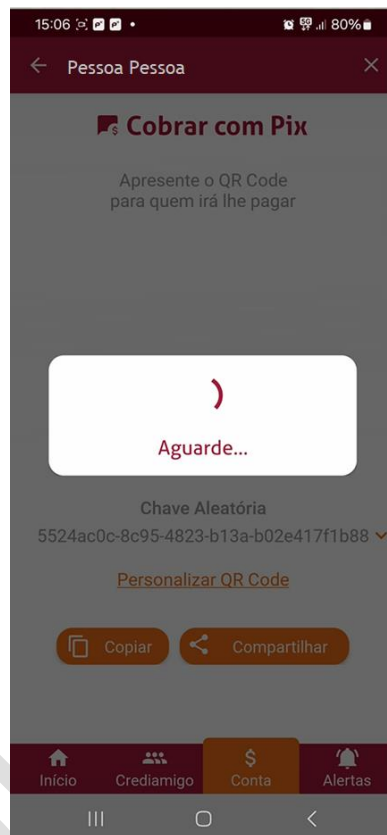 15:06
5G
80%
Pessoa Pessoa
Cobrar com Pix
Apresente o QR Code
para quem irá lhe pagar
Aguarde...
Chave Aleatória
5524ac0c-8c95-4823-b13a-b02e417f1b88
Personalizar QR Code
Copiar
Compartilhar
$
Início
Crediamigo
Conta
Alertas